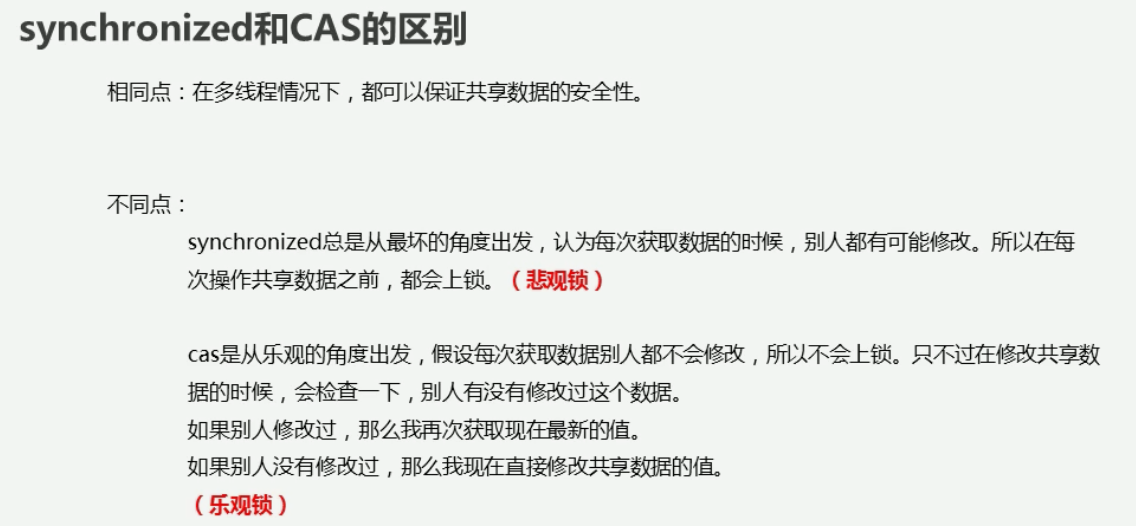 synchronized和CAS的区别
相同点：在多线程情况下，都可以保证共享数据的安全性。
不同点：
synchronized总是从最坏的角度出发，认为每次获取数据的时候，别人都有可能修改。所以在每
次操作共享数据之前，都会上锁。（悲观锁）
cas是从乐观的角度出发，假设每次获取数据别人都不会修改，所以不会上锁。只不过在修改共享数
据的时候，会检查一下，别人有没有修改过这个数据。
如果别人修改过，那么我再次获取现在最新的值。
如果别人没有修改过，那么我现在直接修改共享数据的值。
（乐观锁）